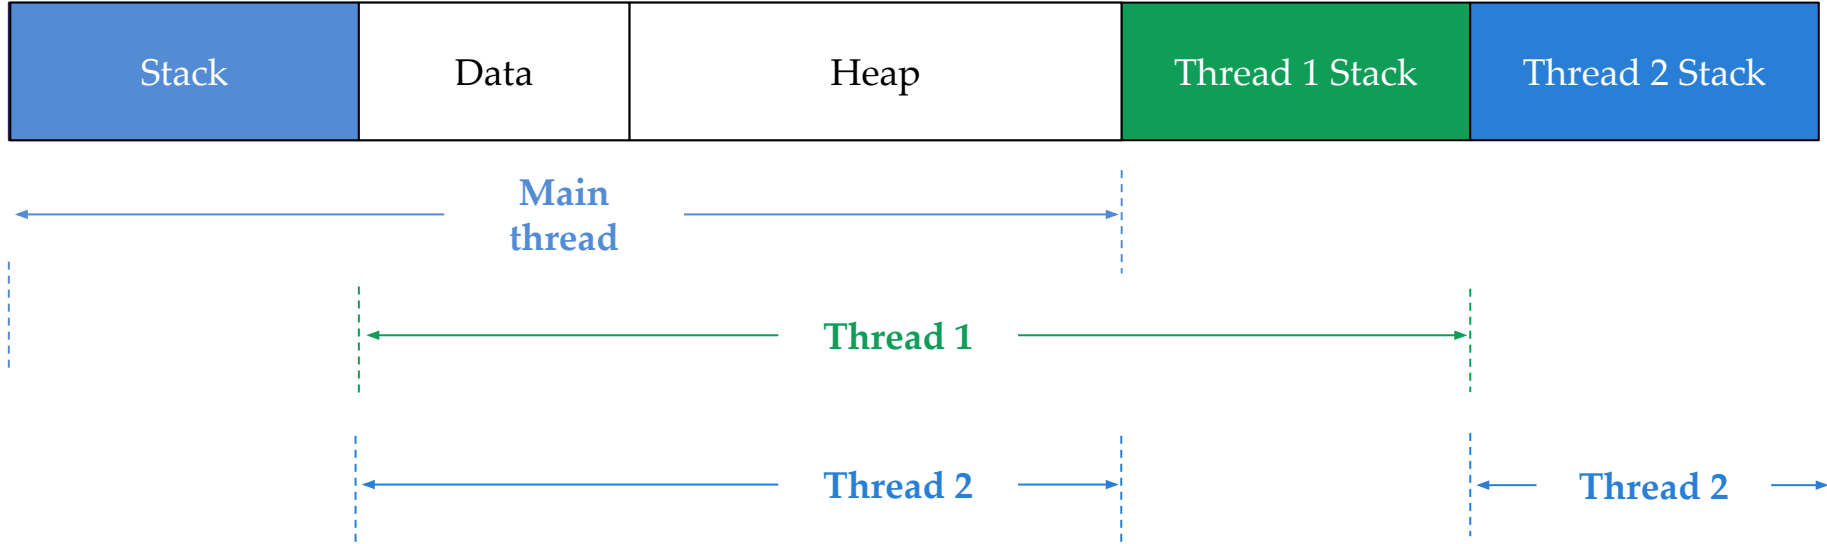 Stack
Data
Heap
Thread 1 Stack
Thread 2 Stack
Main
thread
Thread 1
Thread 2
Thread 2